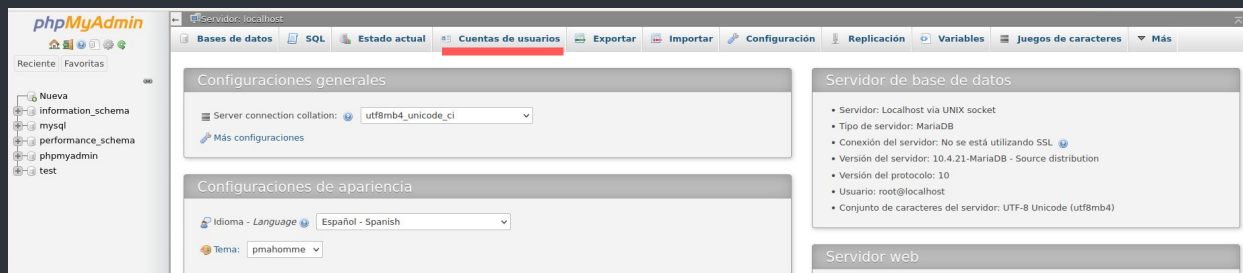 phpMyAdmin
Reciente Favoritas
Nueva
information_schema
mysql
performance_schema
phpmyadmin
test
Servidor: localhost
Bases de datos SQL Estado actual Cuentas de usuarios Exportar Importar Configuración Replicación Variables Juegos de caracteres Más
Configuraciones generales
Server connection collation: utf8mb4_unicode_ci
Más configuraciones
Configuraciones de apariencia
Idioma - Language Español - Spanish
Tema: pmahomme
Servidor de base de datos
• Servidor: Localhost via UNIX socket
• Tipo de servidor: MariaDB
• Conexión del servidor: No se está utilizando SSL
• Versión del servidor: 10.4.21-MariaDB - Source distribution
• Versión del protocolo: 10
• Usuario: root@localhost
• Conjunto de caracteres del servidor: UTF-8 Unicode (utf8mb4)
Servidor web